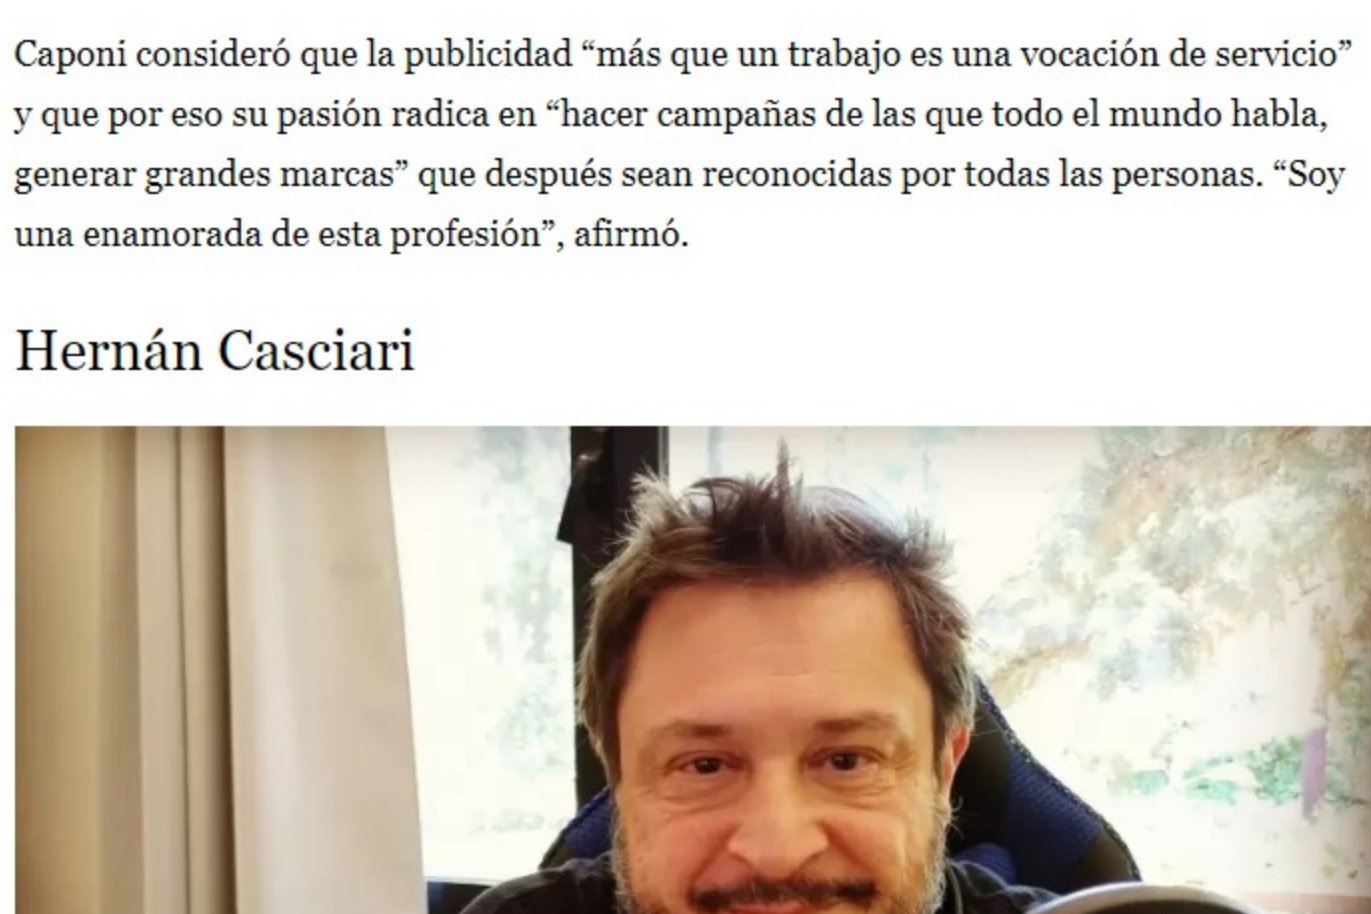 Caponi consideró que la publicidad “más que un trabajo es una vocación de servicio”
y que por eso su pasión radica en “hacer campañas de las que todo el mundo habla,
generar grandes marcas” que después sean reconocidas por todas las personas. “Soy
una enamorada de esta profesión”, afirmó.
Hernán Casciari